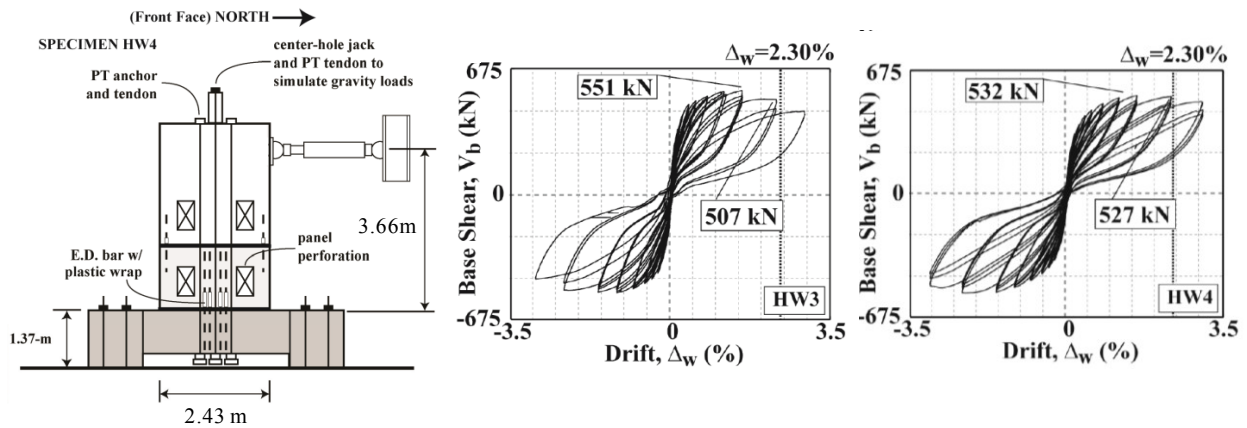 (Front Face) NORTH
SPECIMEN HW4
PT anchor
and tendon
center-hole jack
and PT tendon to
simulate gravity loads
3.66m
E.D. bar w/
plastic wrap
panel
perforation
1.37-m
2.43 m
Δw=2.30%
675
551 kN
Base Shear, Vb (kN)
0
507 kN
HW3
-675
-3.5
0
3.5
Drift, Δw (%)
Δw=2.30%
675
532 kN
Base Shear, Vb (kN)
0
527 kN
HW4
-675
-3.5
0
3.5
Drift, Δw (%)